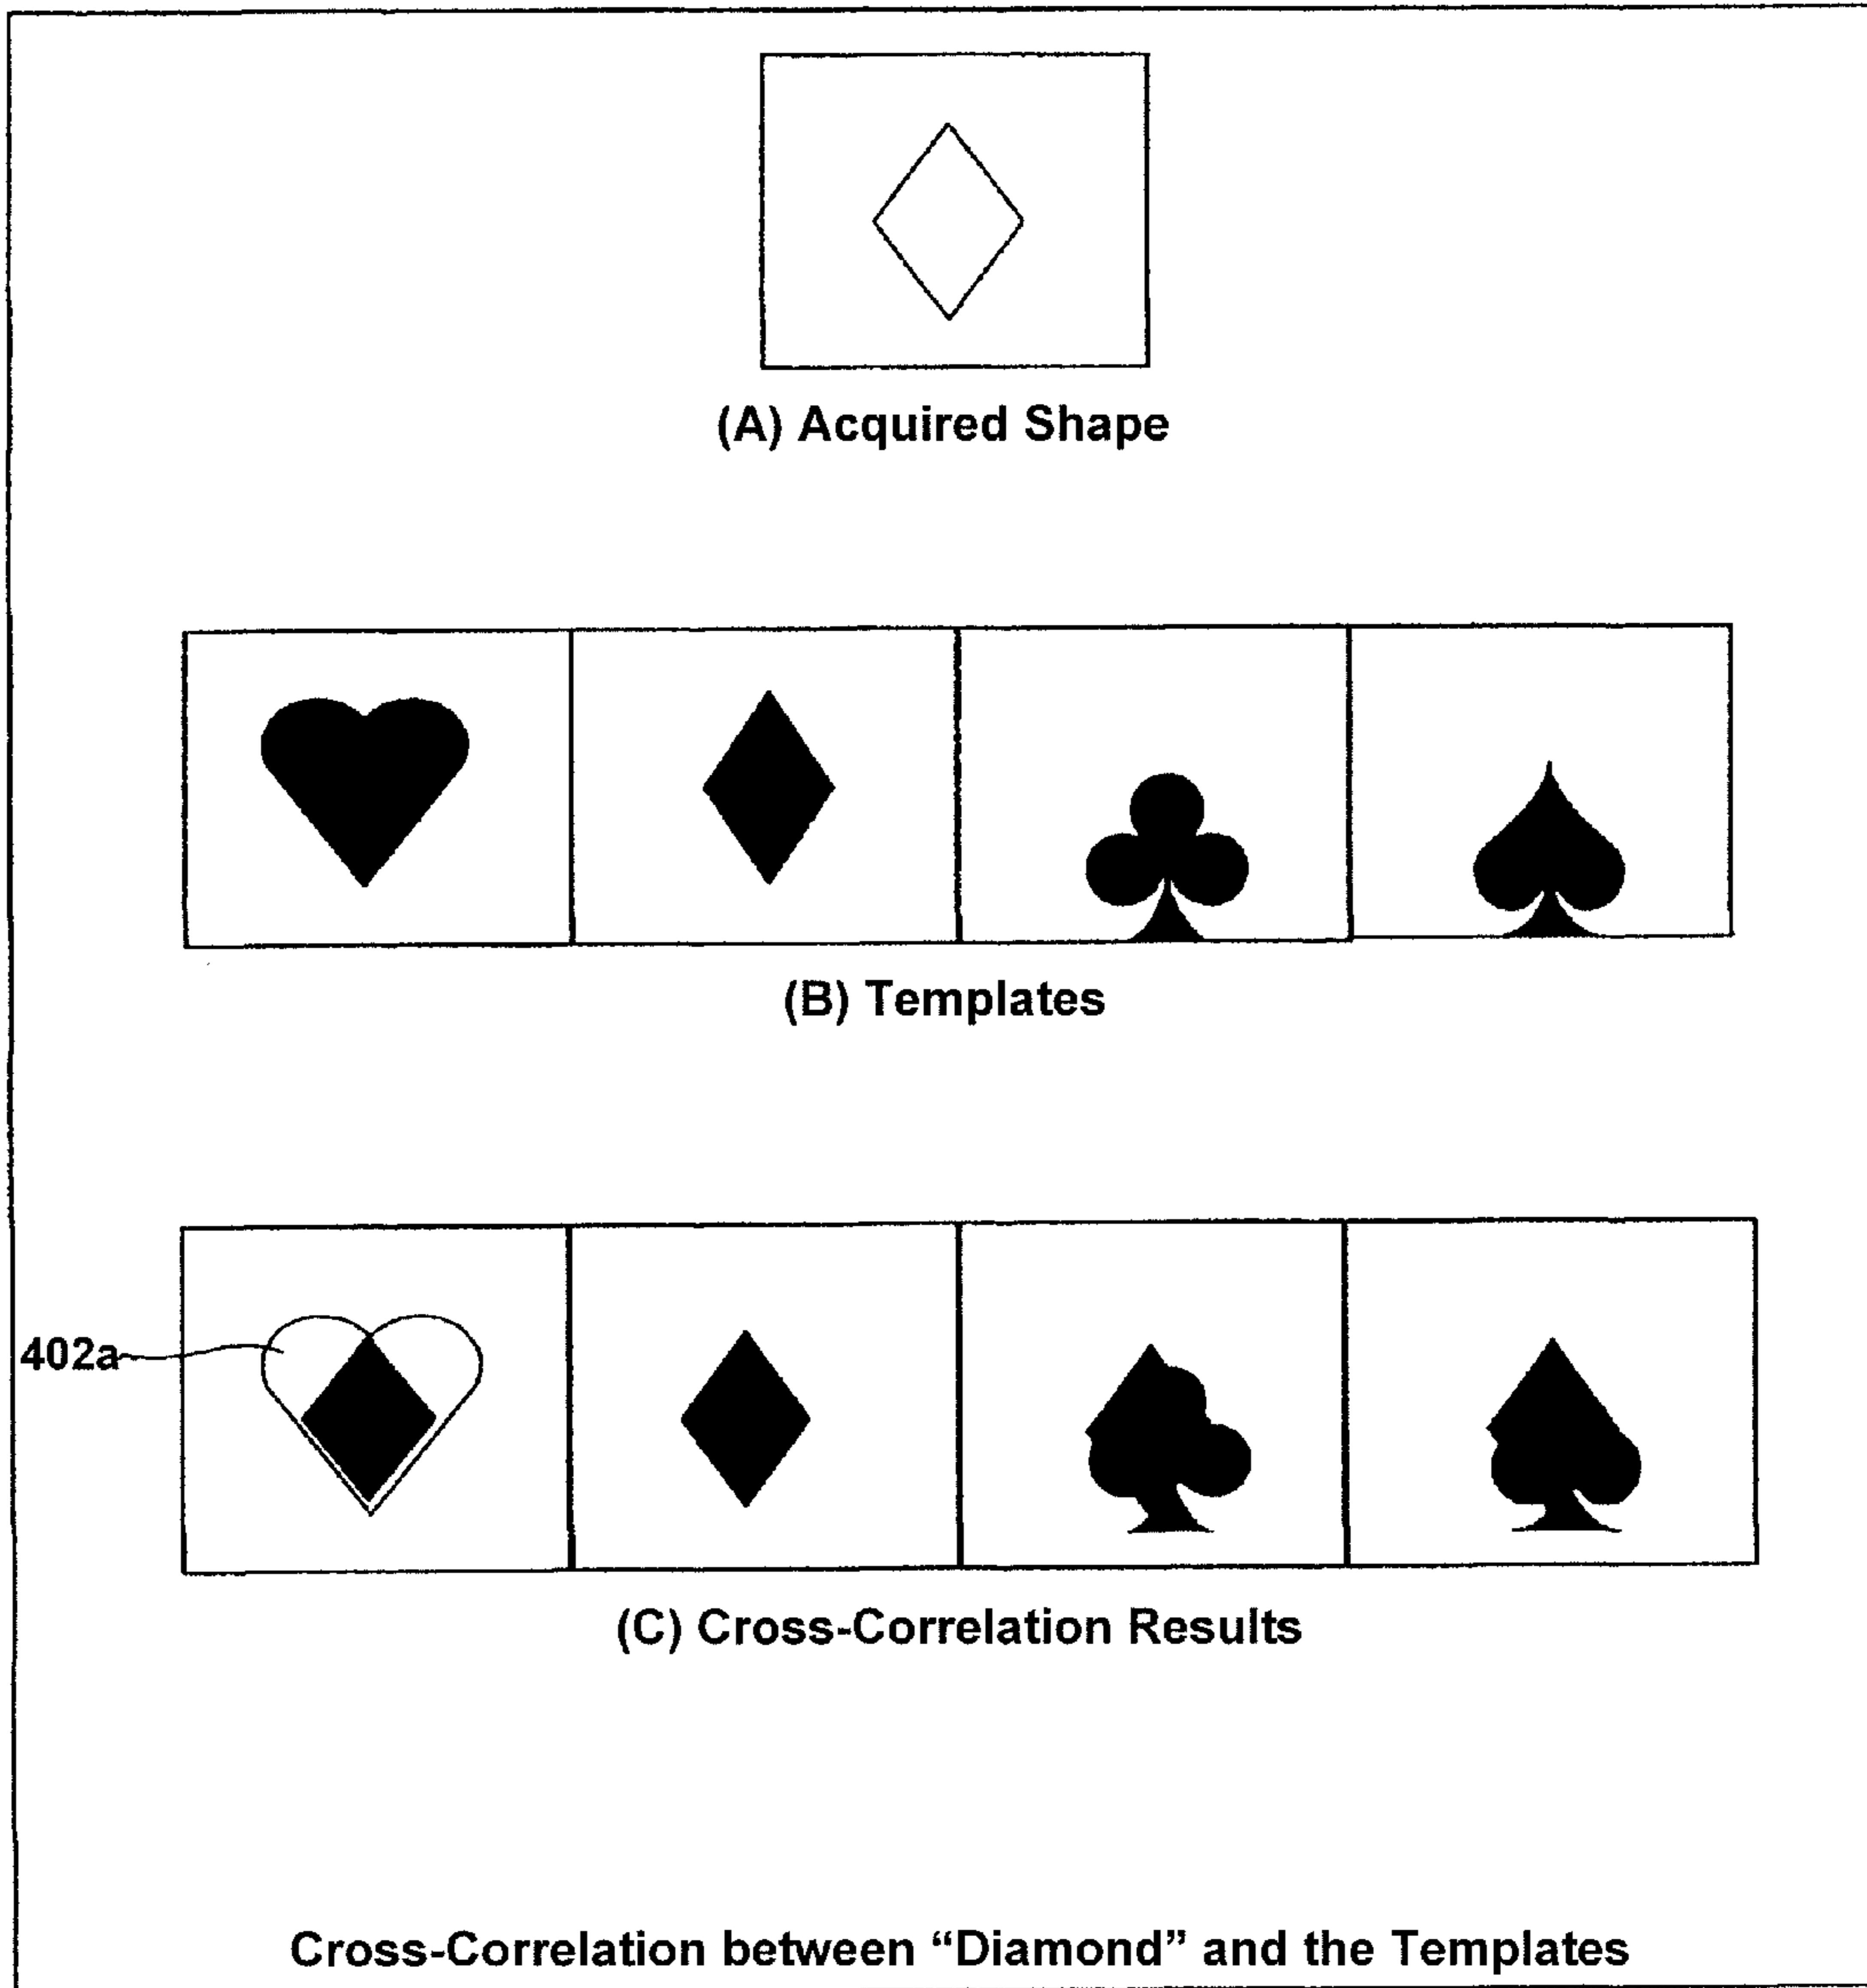 (A) Acquired Shape
(B) Templates
402a
(C) Cross-Correlation Results
Cross-Correlation between “Diamond” and the Templates